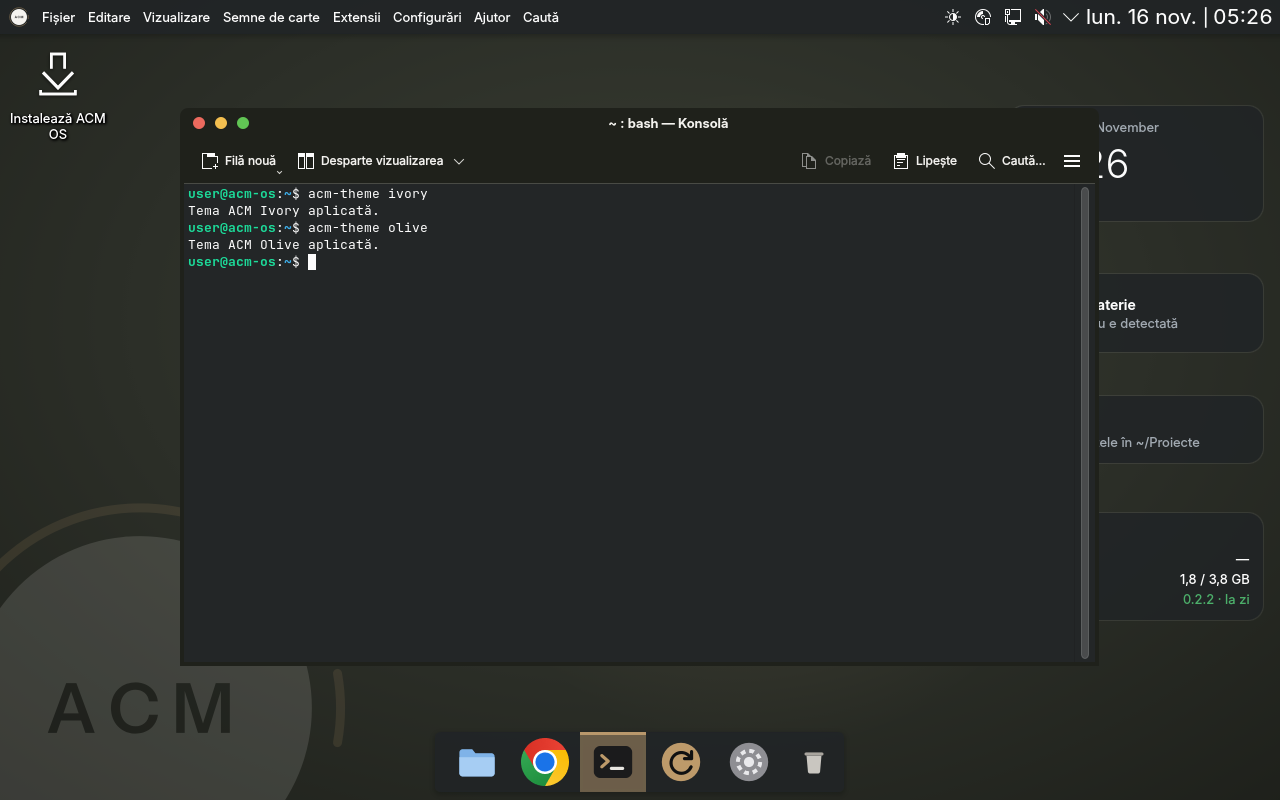 Fișier Editare Vizualizare Semne de carte Extensii Configurări Ajutor Caută
lun. 16 nov. | 05:26
Instalează ACM
OS
~ : bash — Konsolă
Filă nouă Desparte vizualizarea Copiază Lipește Caută...
user@acm-os:~$ acm-theme ivory
Tema ACM Ivory aplicată.
user@acm-os:~$ acm-theme olive
Tema ACM Olive aplicată.
user@acm-os:~$
November
26
aterie
u e detectată
ele în ~/Proiecte
—
1,8 / 3,8 GB
0.2.2 · la zi
ACM